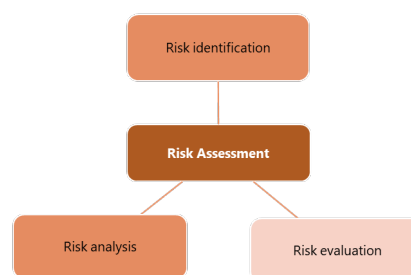 Risk identification
Risk Assessment
Risk analysis
Risk evaluation